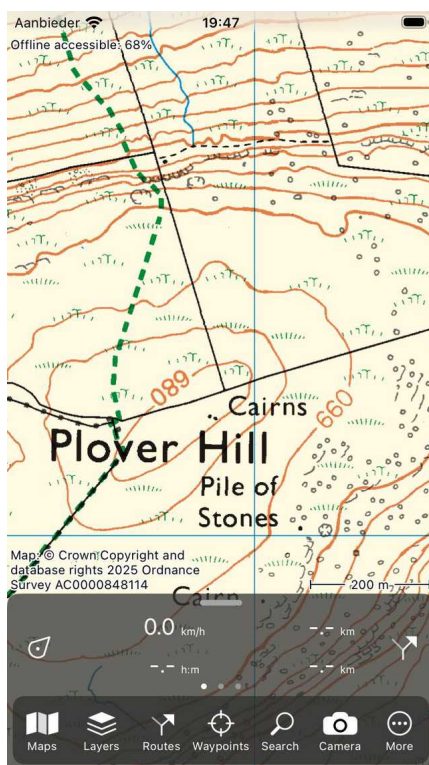 Aanbieder 19:47
Offline accessible: 68%
680
Cairns
660
Plover Hill
Pile of
Stones
Map: © Crown Copyright and
database rights 2025 Ordnance
Survey AC0000848114
200 m
Cairn
0.0 km/h
-.- km
-.- h:m
-.- km
Maps Layers Routes Waypoints Search Camera More